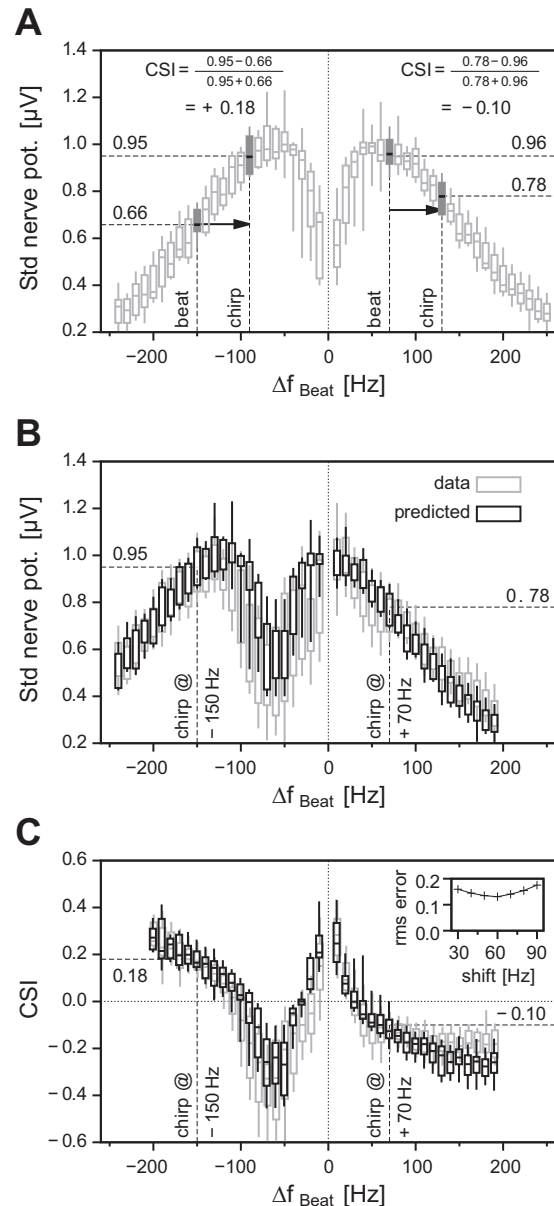 A
CSI = 0.95−0.66 / 0.95+0.66
= + 0.18
CSI = 0.78−0.96 / 0.78+0.96
= − 0.10
Std nerve pot. [µV]
1.4
1.2
1.0
0.8
0.6
0.4
0.2
0.95
0.66
0.96
0.78
beat
chirp
beat
chirp
−200 −100 0 100 200
Δf Beat [Hz]
B
Std nerve pot. [µV]
1.4
1.2
1.0
0.8
0.6
0.4
0.2
data
predicted
0.95
0. 78
chirp @
− 150 Hz
chirp @
+ 70 Hz
−200 −100 0 100 200
Δf Beat [Hz]
C
CSI
0.6
0.4
0.2
0.0
−0.2
−0.4
−0.6
rms error
0.2
0.1
0.0
30 60 90
shift [Hz]
0.18
−0.10
chirp @
− 150 Hz
chirp @
+ 70 Hz
−200 −100 0 100 200
Δf Beat [Hz]